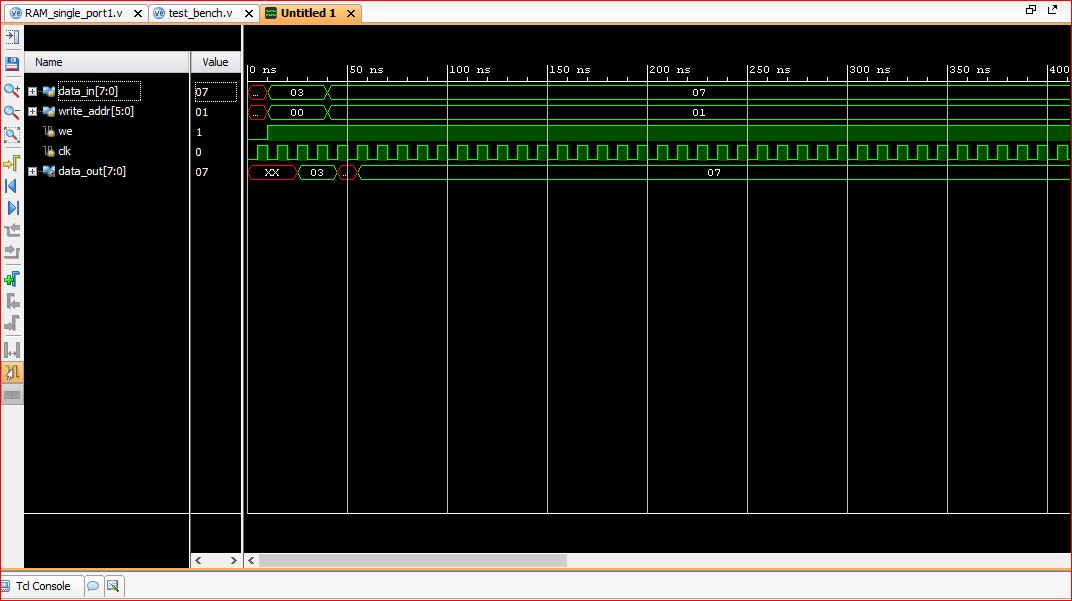 RAM_single_port1.v test_bench.v Untitled 1
Name Value
0 ns 50 ns 100 ns 150 ns 200 ns 250 ns 300 ns 350 ns 400
data_in[7:0] 07 ... 03 07
write_addr[5:0] 01 ... 00 01
we 1
clk 0
data_out[7:0] 07 XX 03 ... 07
Tcl Console